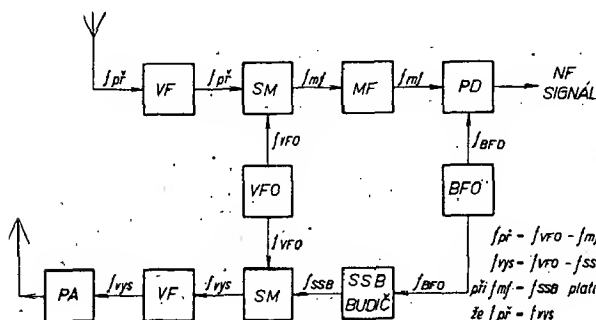 fpř
VF
fpř
SM
fmf
MF
fmf
PD
NF
SIGNÁL
fVFO
fBFO
VFO
BFO
fVFO
PA
fvys
VF
fvys
SM
fSSB
SSB
BUDIČ
fBFO
fpř = fVFO - fmf
fvys = fVFO - fSS
při fmf = fSSB platí
že fpř = fvys